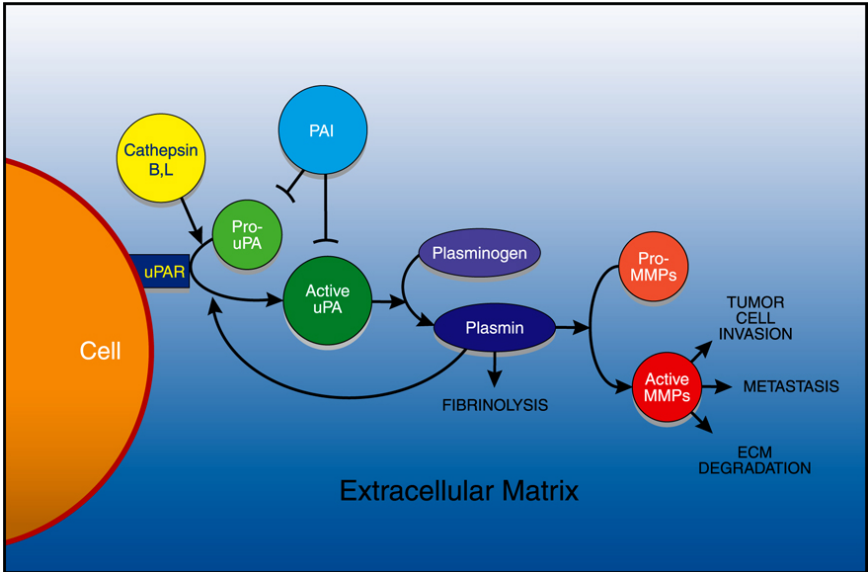 Cathepsin
B,L
PAI
Pro-
uPA
uPAR
Plasminogen
Pro-
MMPs
Active
uPA
Plasmin
TUMOR
CELL
INVASION
Cell
Active
MMPs
METASTASIS
FIBRINOLYSIS
ECM
DEGRADATION
Extracellular Matrix